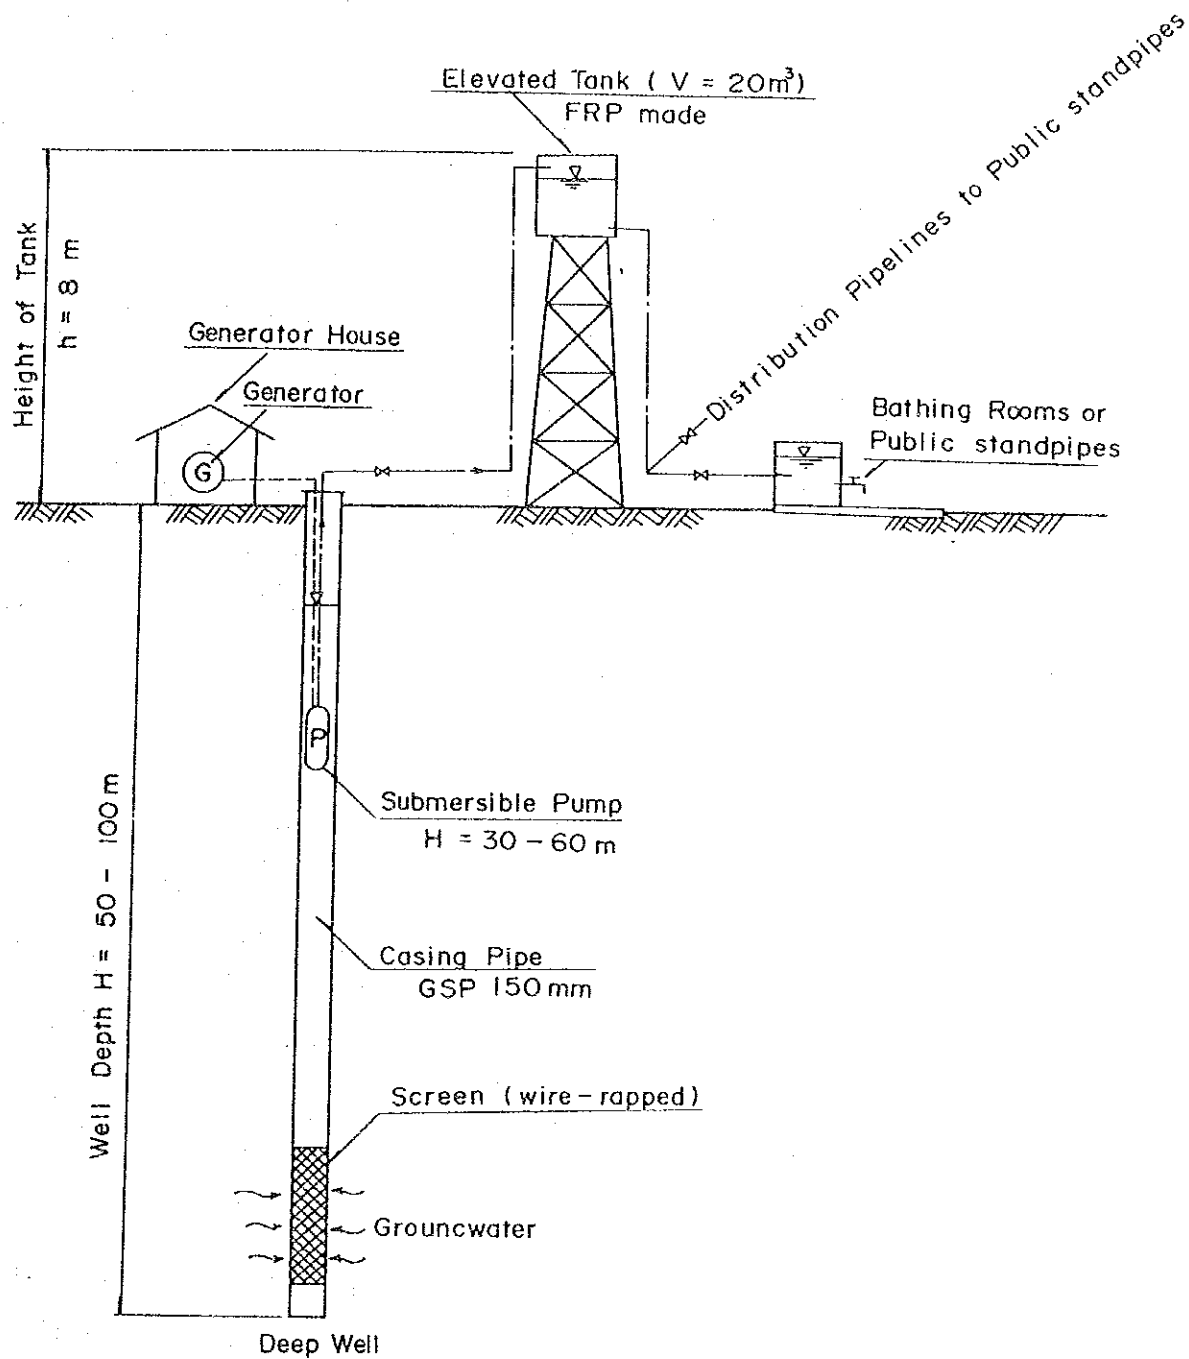 Elevated Tank ( V = 20m³)
FRP made
Distribution Pipelines to Public standpipes
Height of Tank
h = 8 m
Generator House
Generator
G
Bathing Rooms or
Public standpipes
P
Submersible Pump
H = 30 - 60 m
Well Depth H = 50 - 100 m
Casing Pipe
GSP 150 mm
Screen (wire-rapped)
Grouncwater
Deep Well